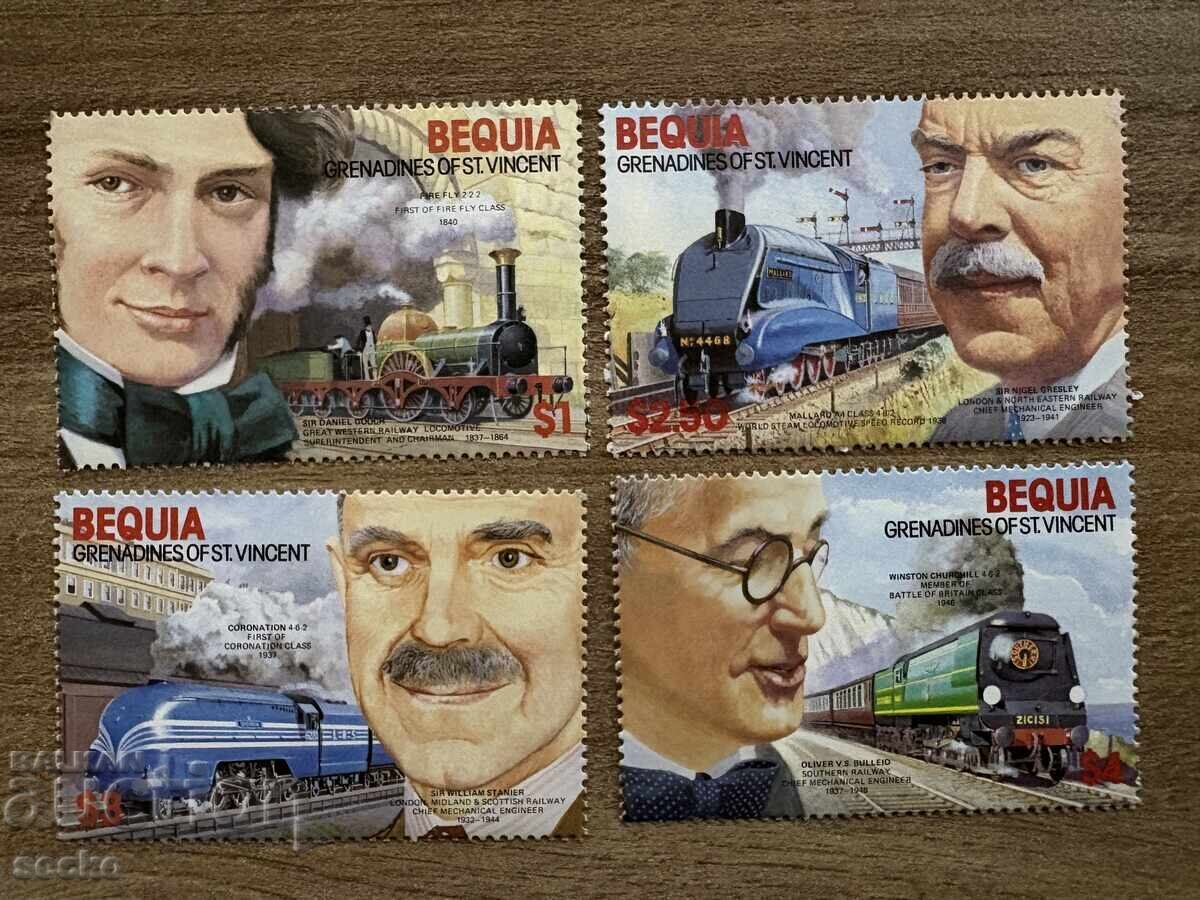 BEQUIA
GRENADINES OF ST. VINCENT
FIRE FLY 2·2·2
FIRST OF FIRE FLY CLASS
1840
SIR DANIEL GOOCH
GREAT WESTERN RAILWAY LOCOMOTIVE
SUPERINTENDENT AND CHAIRMAN 1837–1864
$1
BEQUIA
GRENADINES OF ST. VINCENT
MALLARD
No 4468
$2.50
MALLARD A4 CLASS 4·6·2
WORLD STEAM LOCOMOTIVE SPEED RECORD 1938
SIR NIGEL GRESLEY
LONDON & NORTH EASTERN RAILWAY
CHIEF MECHANICAL ENGINEER
1923–1941
BEQUIA
GRENADINES OF ST. VINCENT
CORONATION 4·6·2
FIRST OF
CORONATION CLASS
1937
$3
SIR WILLIAM STANIER
LONDON, MIDLAND & SCOTTISH RAILWAY
CHIEF MECHANICAL ENGINEER
1932–1944
BEQUIA
GRENADINES OF ST. VINCENT
WINSTON CHURCHILL 4·6·2
MEMBER OF
BATTLE OF BRITAIN CLASS
1946
21C151
OLIVER V.S. BULLEID
SOUTHERN RAILWAY
CHIEF MECHANICAL ENGINEER
1937–1948
$4
BALKAN
secko